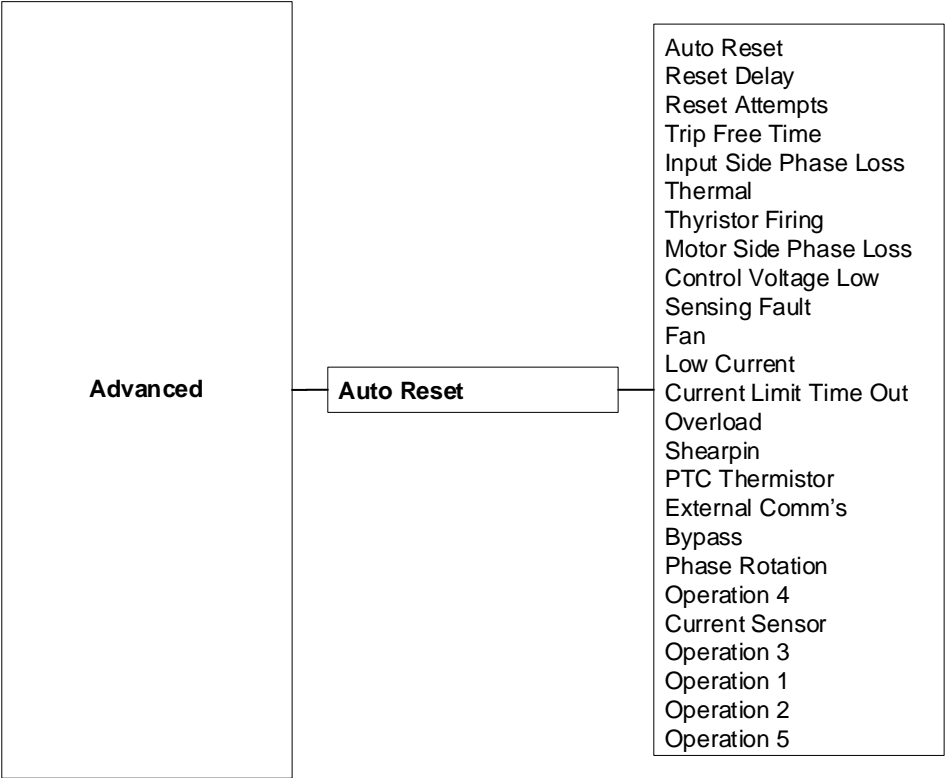 Advanced
Auto Reset
Auto Reset
Reset Delay
Reset Attempts
Trip Free Time
Input Side Phase Loss
Thermal
Thyristor Firing
Motor Side Phase Loss
Control Voltage Low
Sensing Fault
Fan
Low Current
Current Limit Time Out
Overload
Shearpin
PTC Thermistor
External Comm’s
Bypass
Phase Rotation
Operation 4
Current Sensor
Operation 3
Operation 1
Operation 2
Operation 5